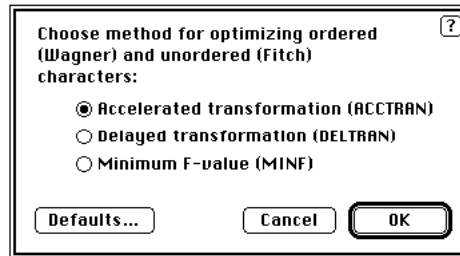 Choose method for optimizing ordered
?
(Wagner) and unordered (Fitch)
characters:
Accelerated transformation (ACCTRAN)
Delayed transformation (DELTRAN)
Minimum F-value (MINF)
Defaults...
Cancel
OK